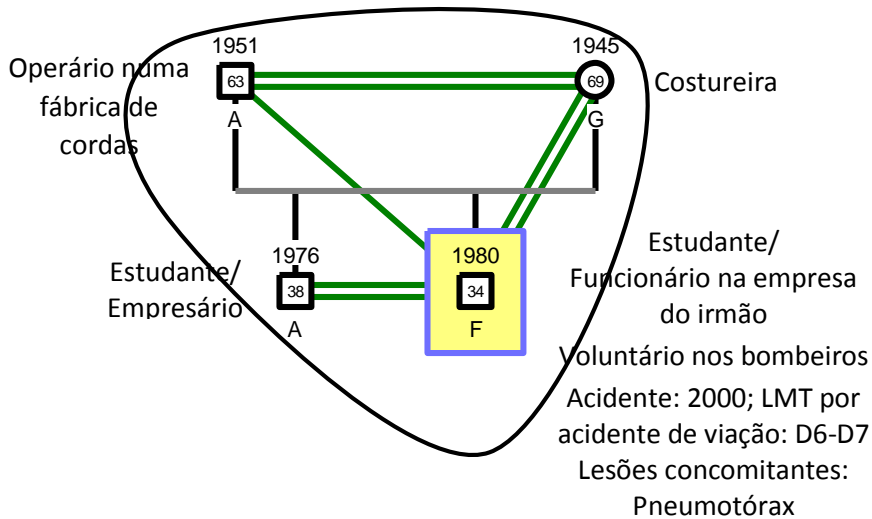 1951
1945
Operário numa
fábrica de
cordas
63
69
Costureira
A
G
1976
1980
Estudante/
Empresário
38
34
A
F
Estudante/
Funcionário na empresa
do irmão
Voluntário nos bombeiros
Acidente: 2000; LMT por
acidente de viação: D6-D7
Lesões concomitantes:
Pneumotórax